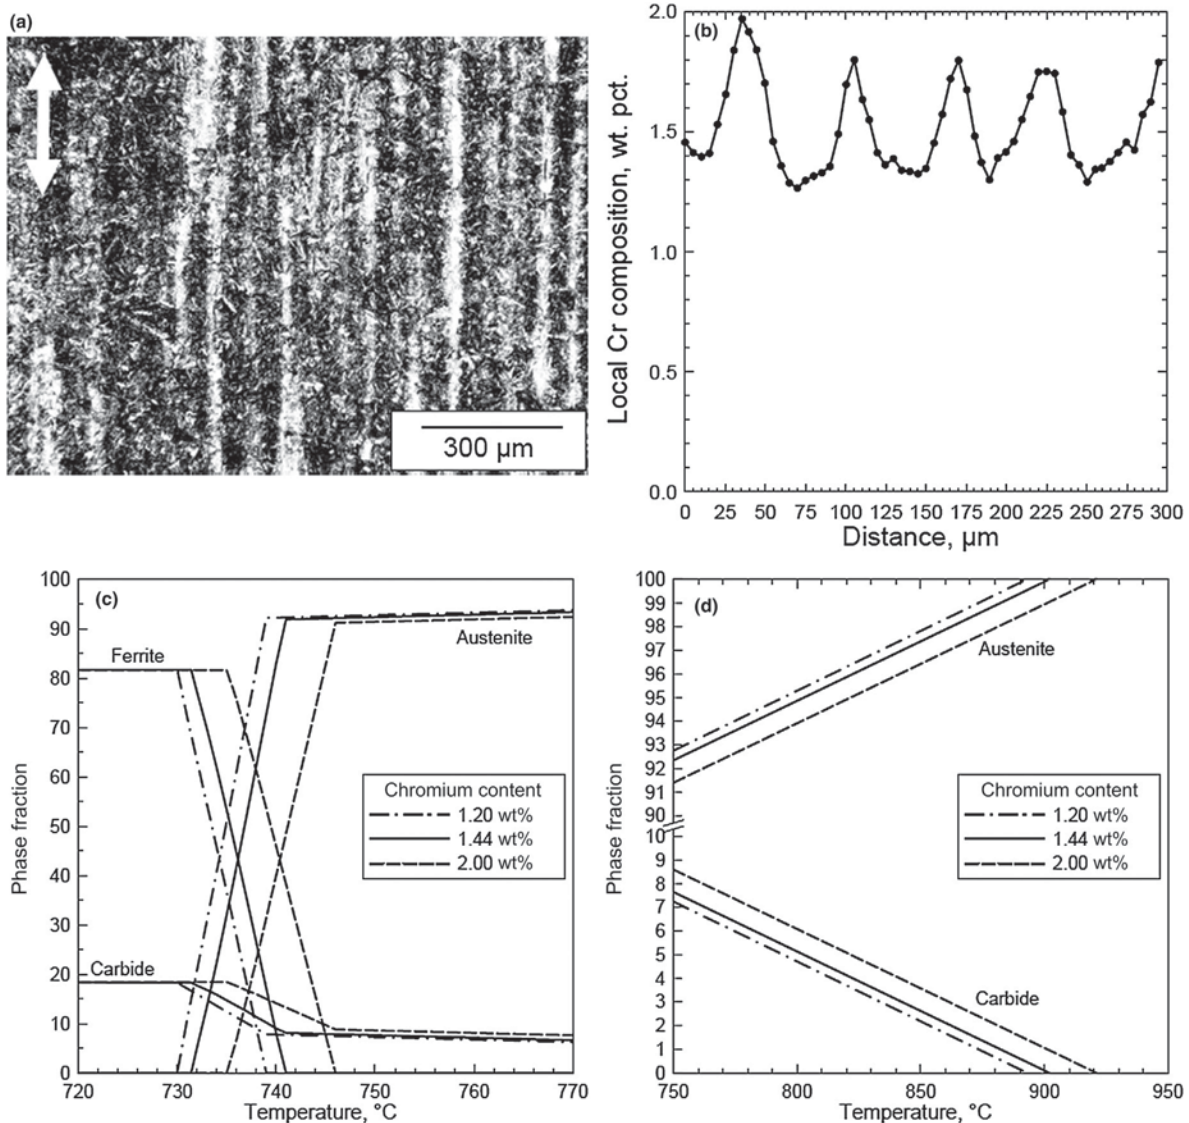 (a)
300 µm
(b)
2.0
1.5
1.0
0.5
0.0
Local Cr composition, wt. pct.
0 25 50 75 100 125 150 175 200 225 250 275 300
Distance, µm
(c)
100
90
80
70
60
50
40
30
20
10
0
Phase fraction
Ferrite
Austenite
Carbide
Chromium content
1.20 wt%
1.44 wt%
2.00 wt%
720 730 740 750 760 770
Temperature, °C
(d)
100
99
98
97
96
95
94
93
92
91
90
10
9
8
7
6
5
4
3
2
1
0
Phase fraction
Austenite
Chromium content
1.20 wt%
1.44 wt%
2.00 wt%
Carbide
750 800 850 900 950
Temperature, °C